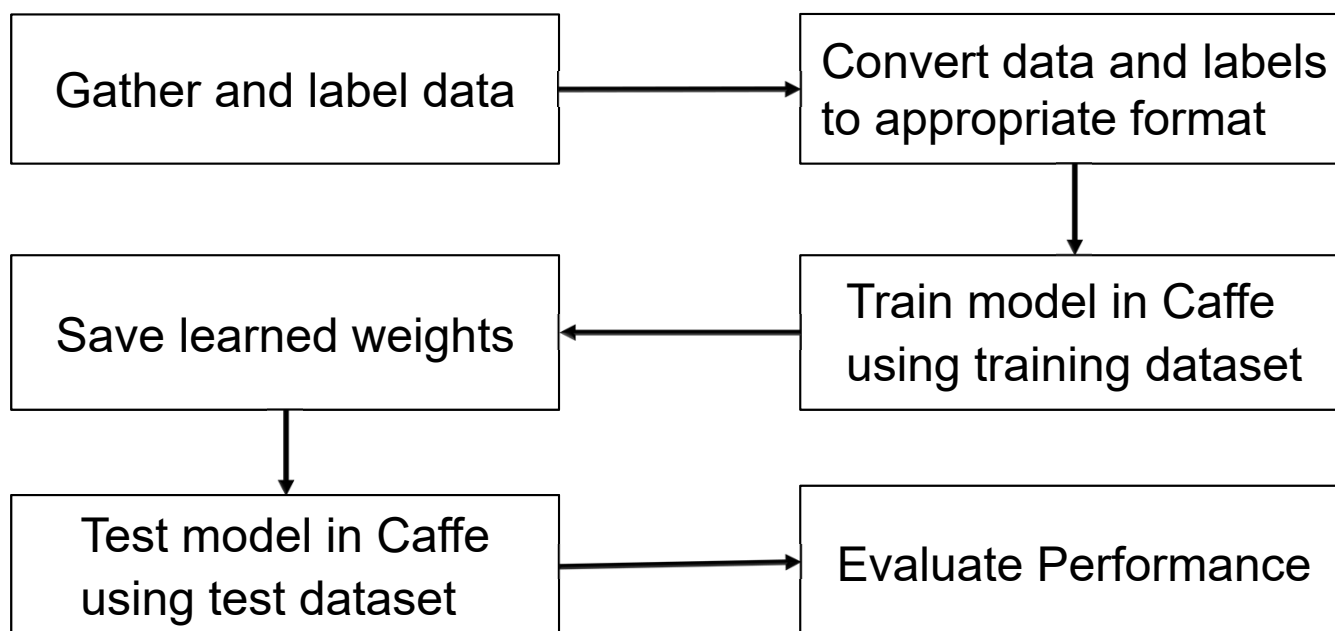 Gather and label data
Convert data and labels
to appropriate format
Train model in Caffe
using training dataset
Save learned weights
Test model in Caffe
using test dataset
Evaluate Performance